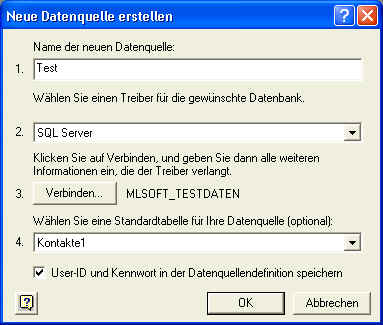 Neue Datenquelle erstellen
Name der neuen Datenquelle:
1. Test
Wählen Sie einen Treiber für die gewünschte Datenbank.
2. SQL Server
Klicken Sie auf Verbinden, und geben Sie dann alle weiteren
Informationen ein, die der Treiber verlangt.
3. Verbinden... MLSOFT_TESTDATEN
Wählen Sie eine Standardtabelle für Ihre Datenquelle (optional):
4. Kontakte1
User-ID und Kennwort in der Datenquellendefinition speichern
? OK Abbrechen